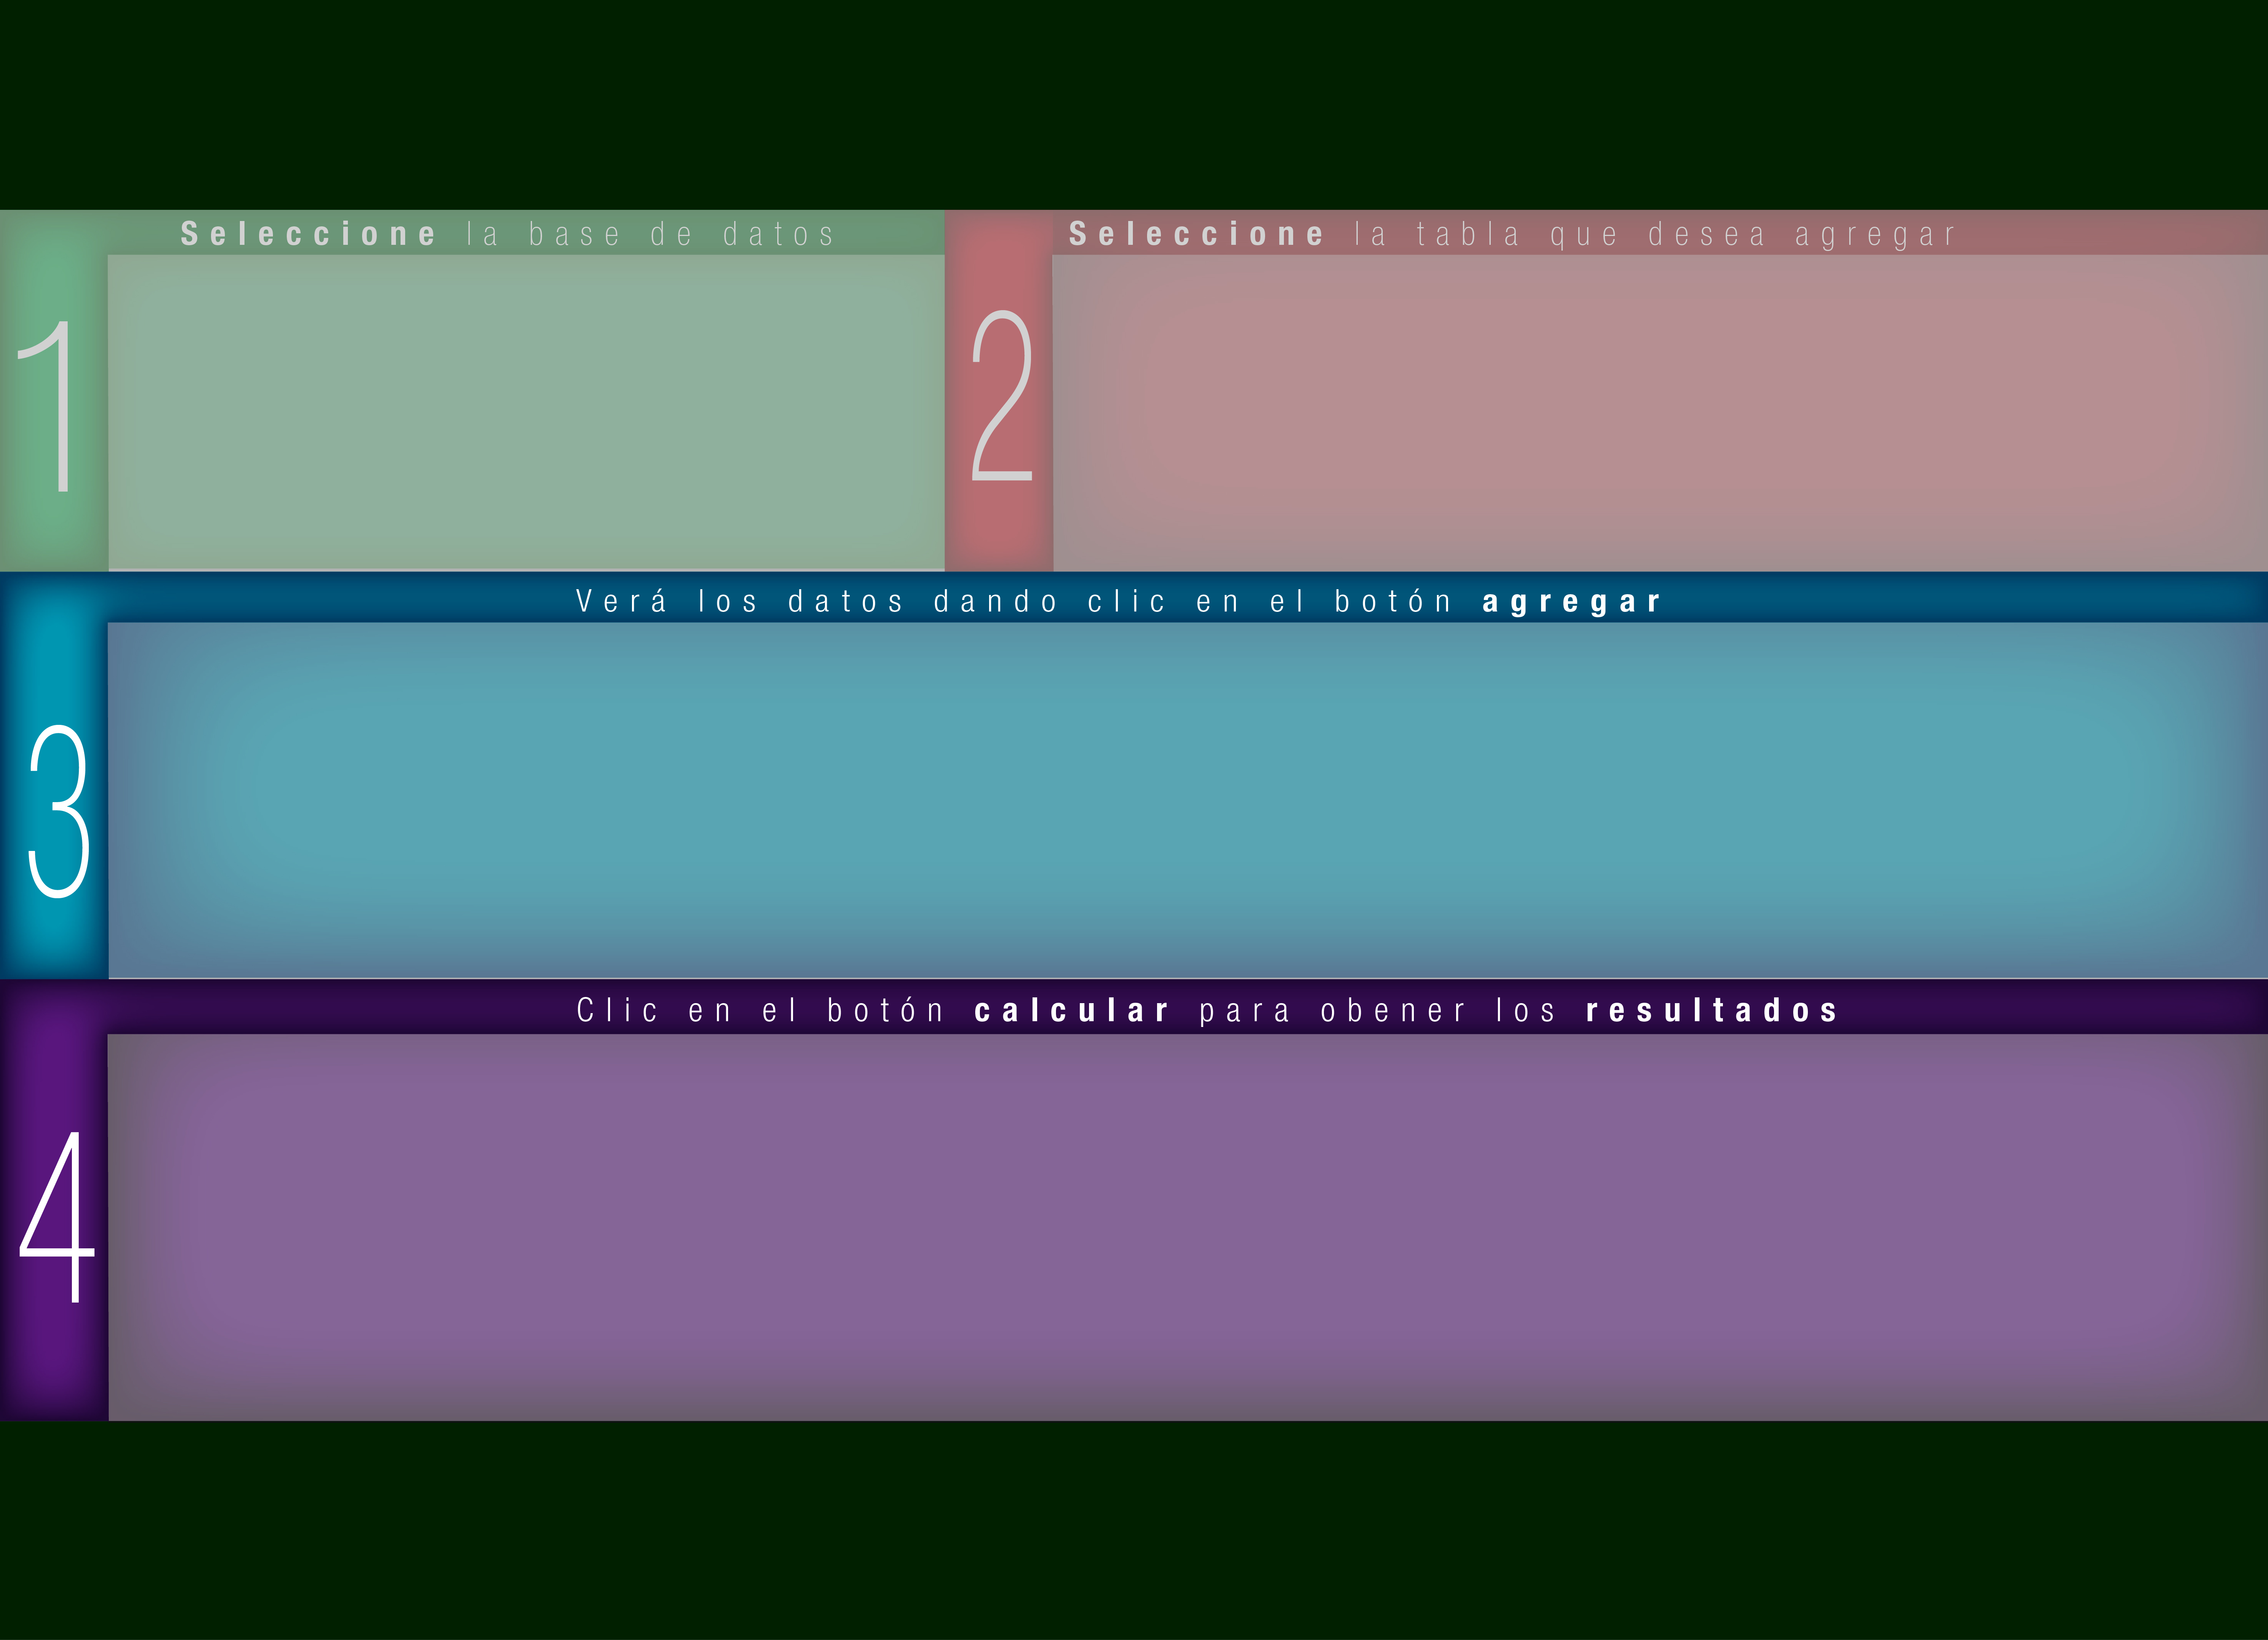 Seleccione la base de datos
1
Seleccione la tabla que desea agregar
2
Verá los datos dando clic en el botón agregar
3
Clic en el botón calcular para obener los resultados
4